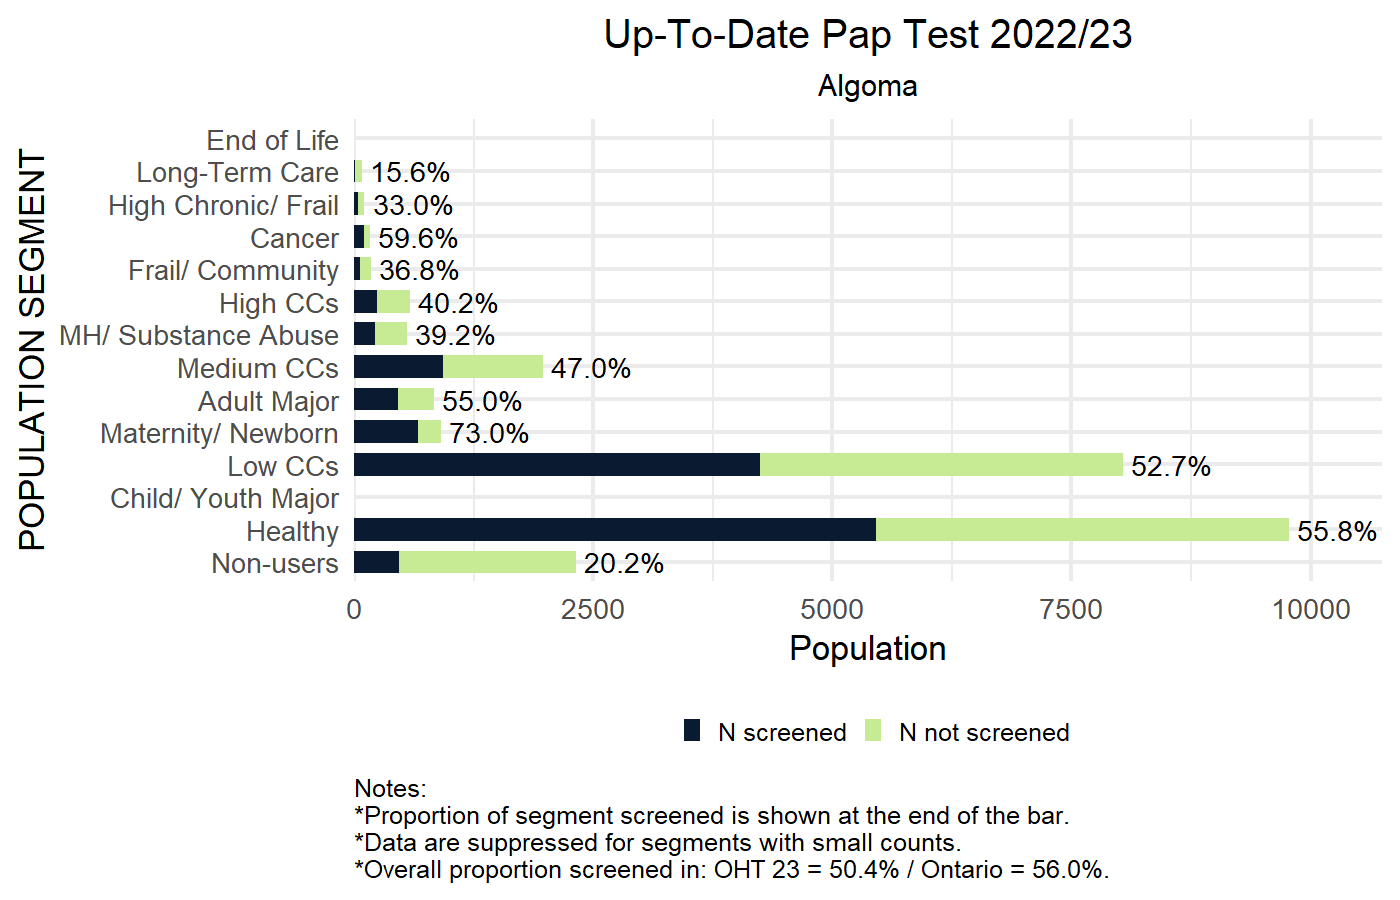 Up-To-Date Pap Test 2022/23
Algoma
POPULATION SEGMENT
End of Life
Long-Term Care 15.6%
High Chronic/ Frail 33.0%
Cancer 59.6%
Frail/ Community 36.8%
High CCs 40.2%
MH/ Substance Abuse 39.2%
Medium CCs 47.0%
Adult Major 55.0%
Maternity/ Newborn 73.0%
Low CCs 52.7%
Child/ Youth Major
Healthy 55.8%
Non-users 20.2%
0 2500 5000 7500 10000
Population
N screened N not screened
Notes:
*Proportion of segment screened is shown at the end of the bar.
*Data are suppressed for segments with small counts.
*Overall proportion screened in: OHT 23 = 50.4% / Ontario = 56.0%.